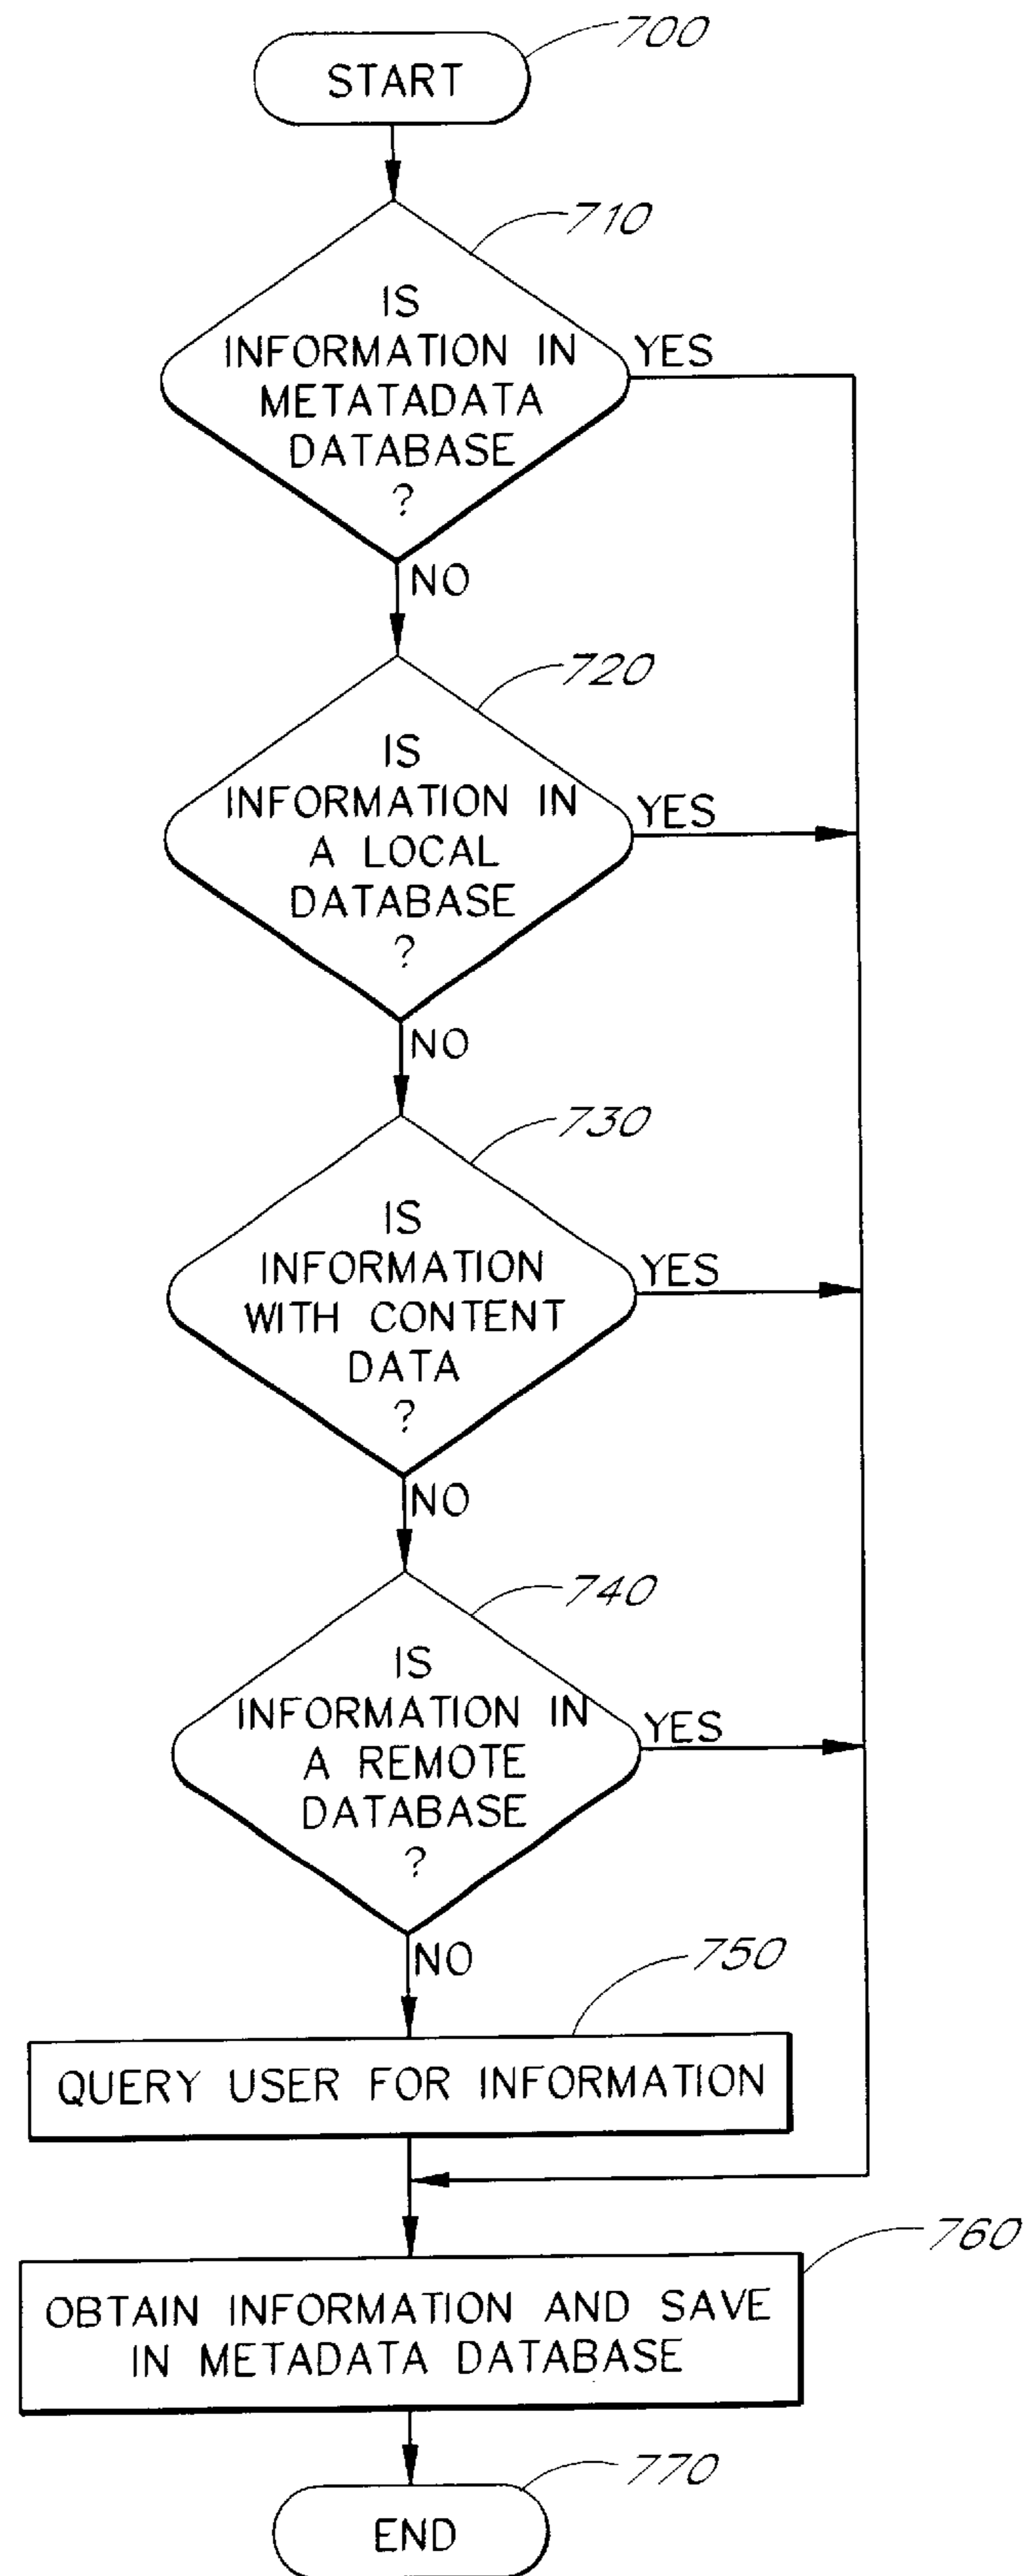 700
START
710
IS
INFORMATION IN
METATADATA
DATABASE
?
YES
NO
720
IS
INFORMATION IN
A LOCAL
DATABASE
?
YES
NO
730
IS
INFORMATION
WITH CONTENT
DATA
?
YES
NO
740
IS
INFORMATION IN
A REMOTE
DATABASE
?
YES
NO
750
QUERY USER FOR INFORMATION
760
OBTAIN INFORMATION AND SAVE
IN METADATA DATABASE
770
END